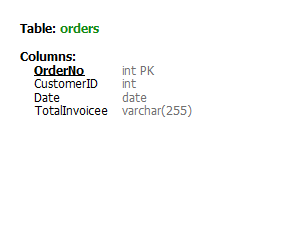 Table: orders
Columns:
OrderNo int PK
CustomerID int
Date date
TotalInvoicee varchar(255)